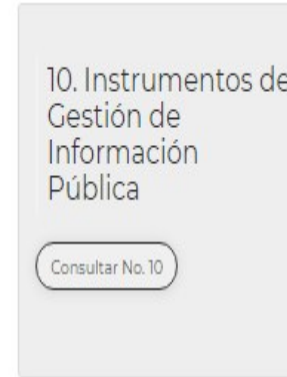 10. Instrumentos de
Gestión de
Información
Pública
Consultar No. 10